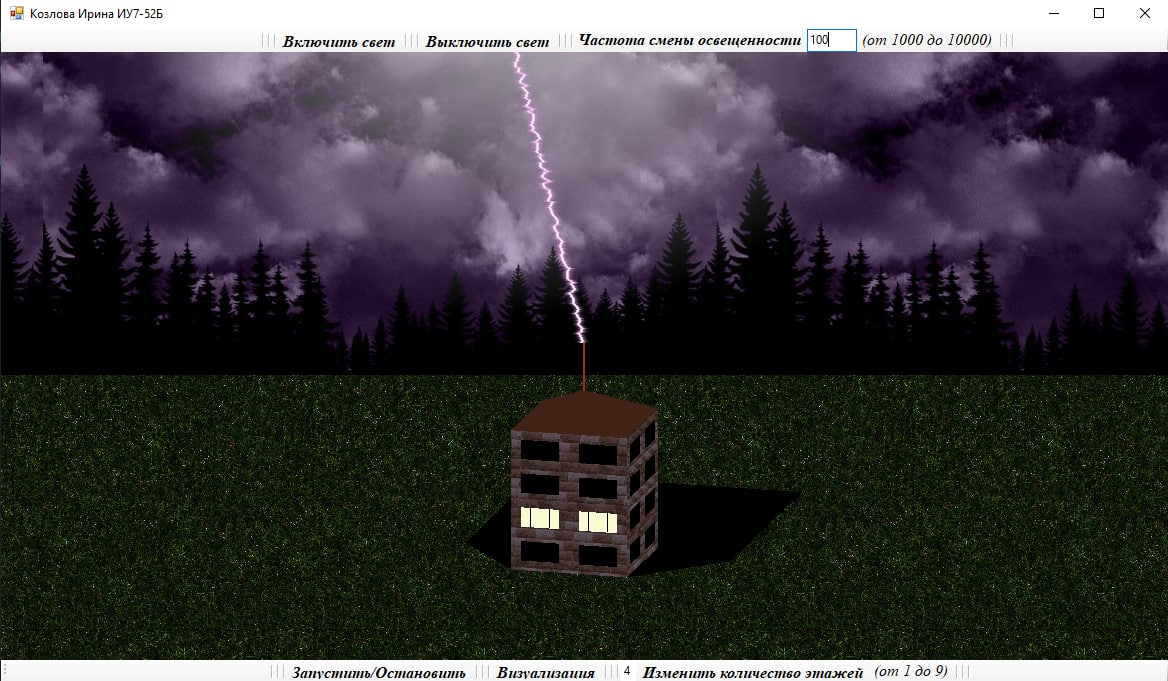 Козлова Ирина ИУ7-52Б
Включить свет Выключить свет Частота смены освещенности 100 (от 1000 до 10000)
Запустить/Остановить Визуализация 4 Изменить количество этажей (от 1 до 9)